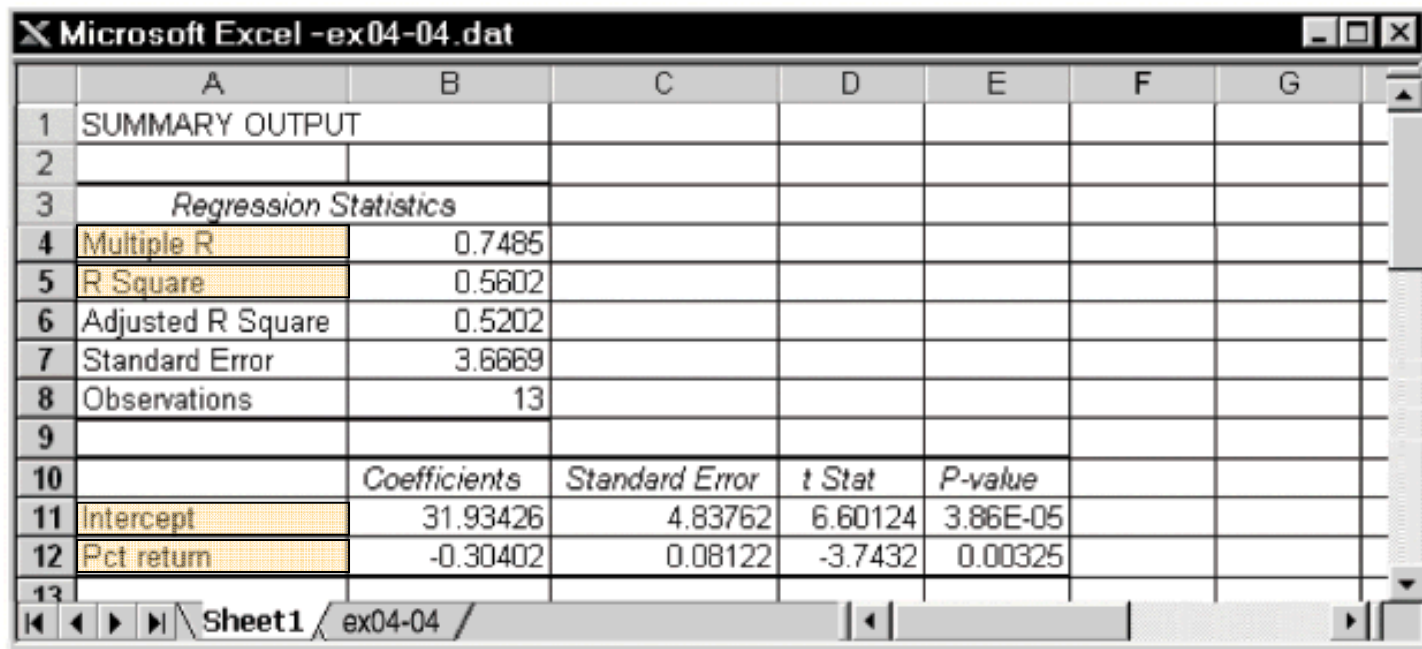 X Microsoft Excel -ex04-04.dat
A B C D E F G
1 SUMMARY OUTPUT
2
3 Regression Statistics
4 Multiple R 0.7485
5 R Square 0.5602
6 Adjusted R Square 0.5202
7 Standard Error 3.6669
8 Observations 13
9
10 Coefficients Standard Error t Stat P-value
11 Intercept 31.93426 4.83762 6.60124 3.86E-05
12 Pct return -0.30402 0.08122 -3.7432 0.00325
13
Sheet1 ex04-04